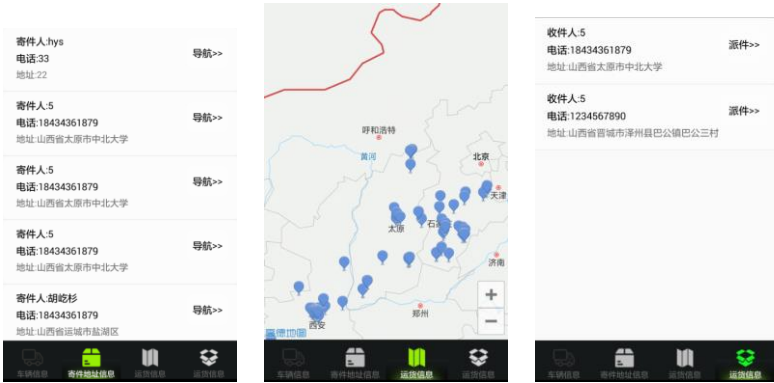 寄件人:hys
电话:33
导航>>
地址:22
寄件人:5
电话:18434361879
导航>>
地址:山西省太原市中北大学
寄件人:5
电话:18434361879
导航>>
地址:山西省太原市中北大学
寄件人:5
电话:18434361879
导航>>
地址:山西省太原市中北大学
寄件人:胡屹杉
电话:18434361879
导航>>
地址:山西省运城市盐湖区
车辆信息 寄件地址信息 运货信息 运货信息
呼和浩特
黄河
北京
天津
太原
济南
郑州
西安
高德地图
+
−
车辆信息 寄件地址信息 运货信息 运货信息
收件人:5
电话:18434361879
派件>>
地址:山西省太原市中北大学
收件人:5
电话:1234567890
派件>>
地址:山西省晋城市泽州县巴公镇巴公三村
车辆信息 寄件地址信息 运货信息 运货信息